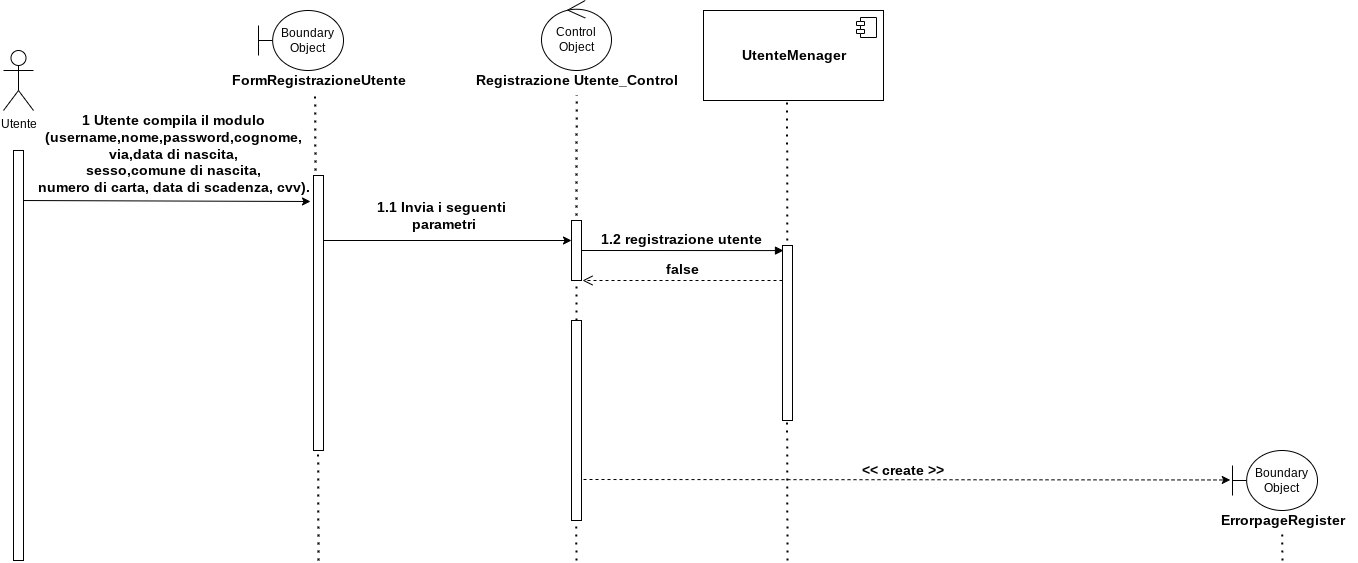 Boundary
Object
FormRegistrazioneUtente
Control
Object
Registrazione Utente_Control
UtenteMenager
Utente
1 Utente compila il modulo
(username,nome,password,cognome,
via,data di nascita,
sesso,comune di nascita,
numero di carta, data di scadenza, cvv).
1.1 Invia i seguenti
parametri
1.2 registrazione utente
false
<< create >>
Boundary
Object
ErrorpageRegister